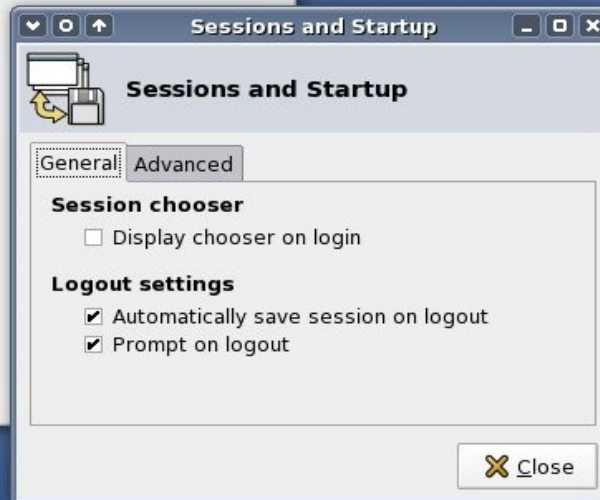 Sessions and Startup
Sessions and Startup
General Advanced
Session chooser
Display chooser on login
Logout settings
Automatically save session on logout
Prompt on logout
Close